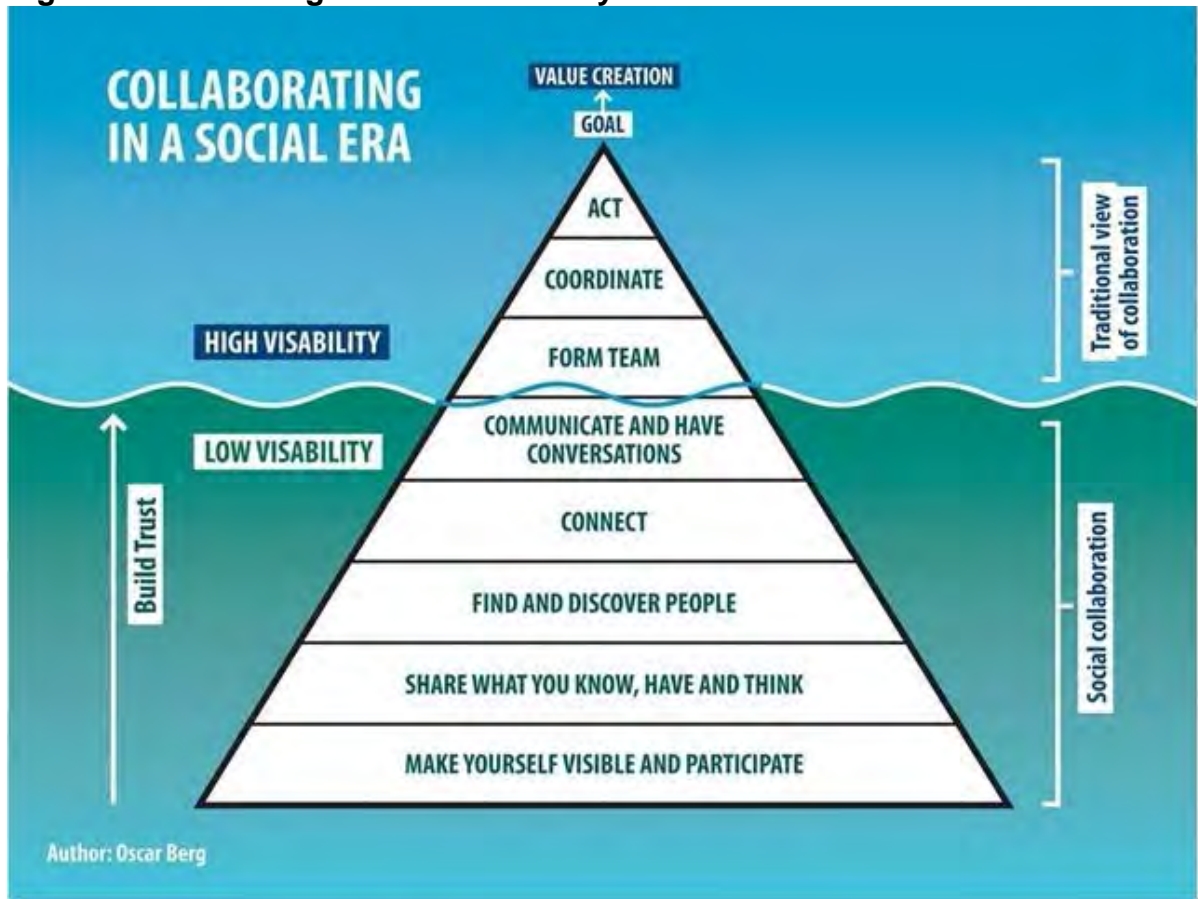 COLLABORATING
IN A SOCIAL ERA
VALUE CREATION
GOAL
ACT
COORDINATE
FORM TEAM
HIGH VISABILITY
Traditional view
of collaboration
LOW VISABILITY
COMMUNICATE AND HAVE
CONVERSATIONS
CONNECT
FIND AND DISCOVER PEOPLE
SHARE WHAT YOU KNOW, HAVE AND THINK
MAKE YOURSELF VISIBLE AND PARTICIPATE
Build Trust
Social collaboration
Author: Oscar Berg